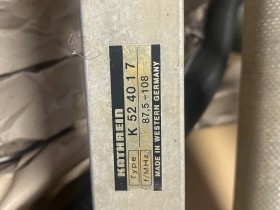 KATHREIN
Type K 52 40 1 7
f/MHz 87.5-108
MADE IN WESTERN GERMANY